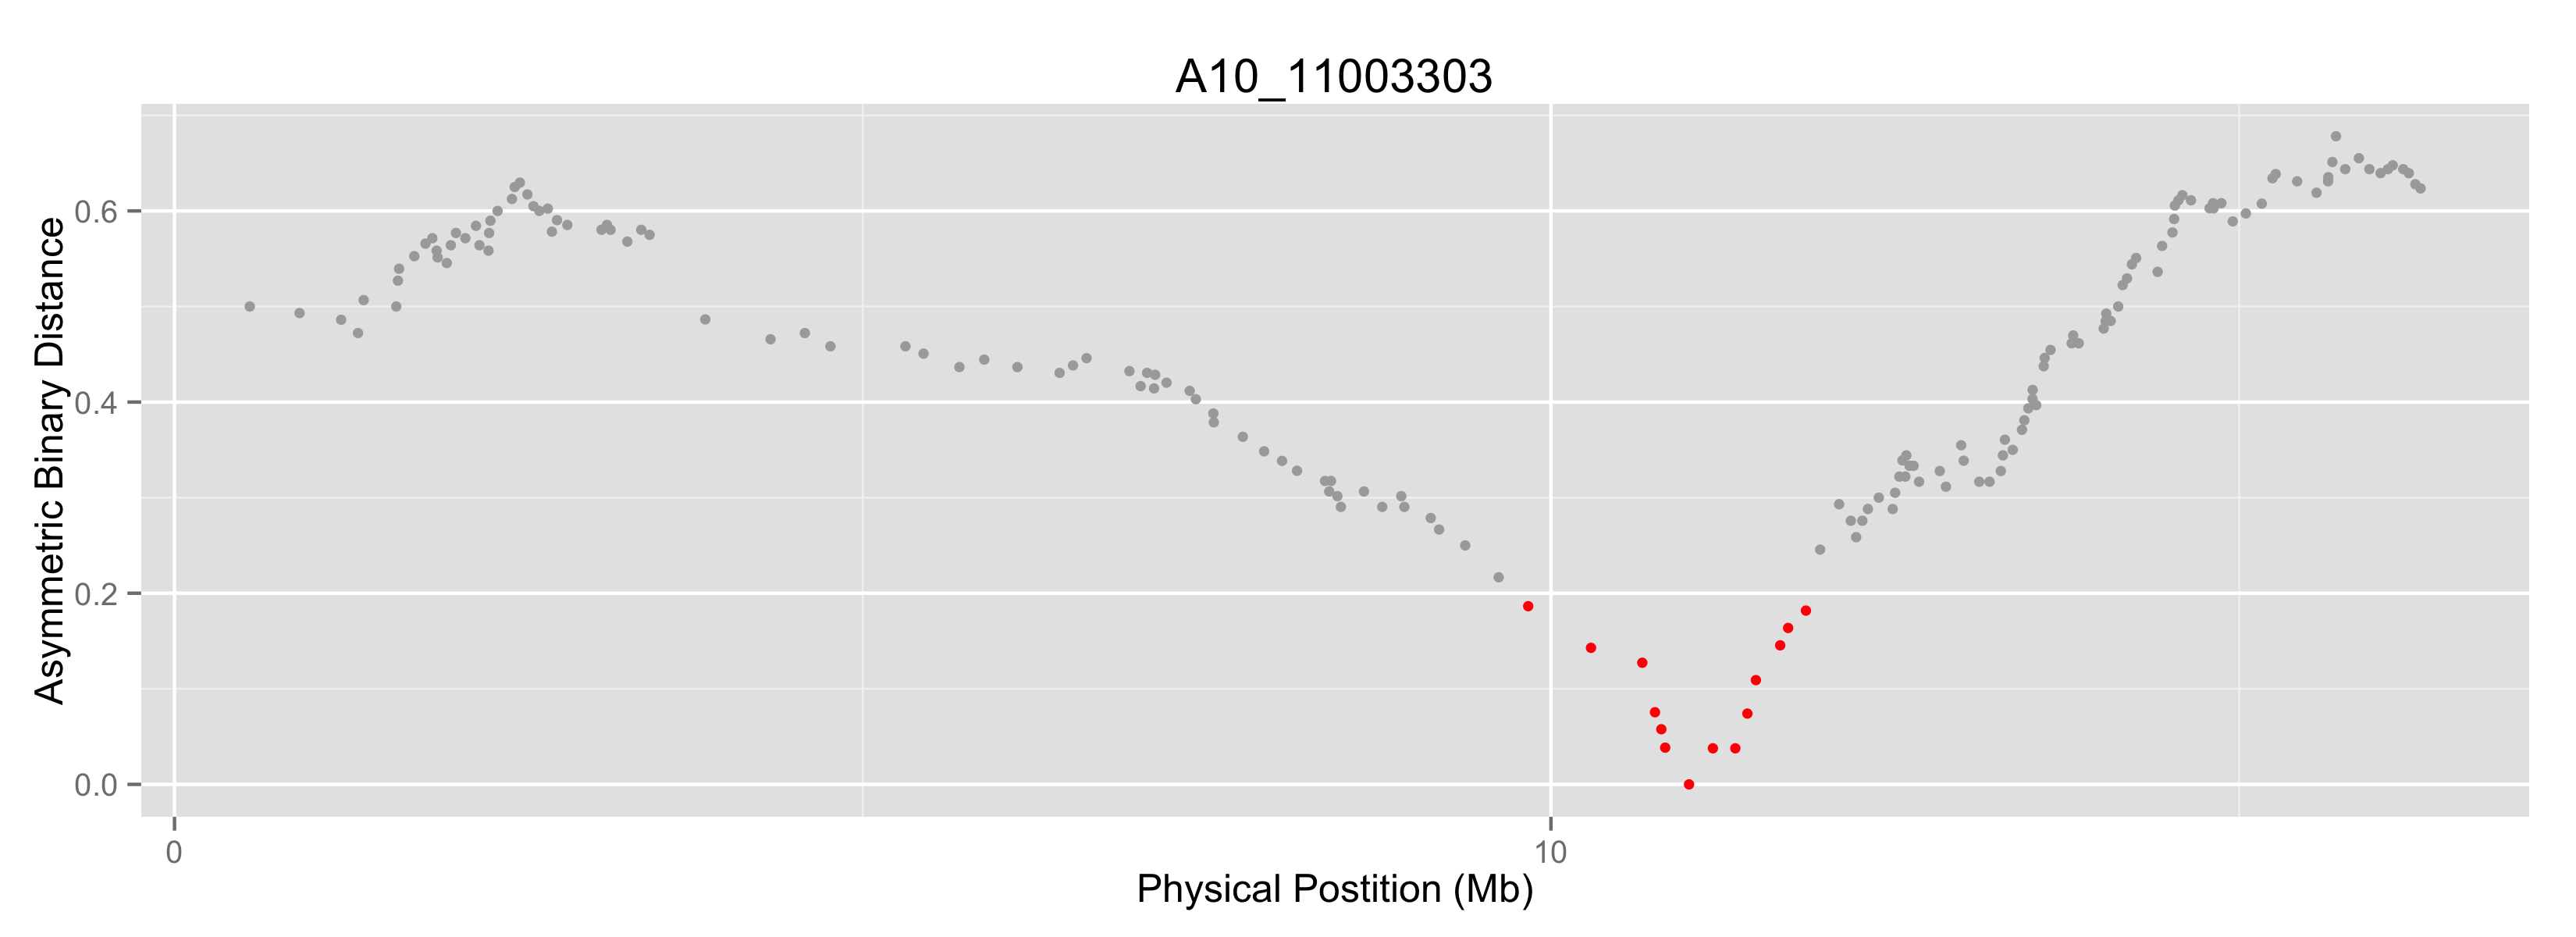 A10_11003303
Asymmetric Binary Distance
0.6
0.4
0.2
0.0
0
10
Physical Postition (Mb)